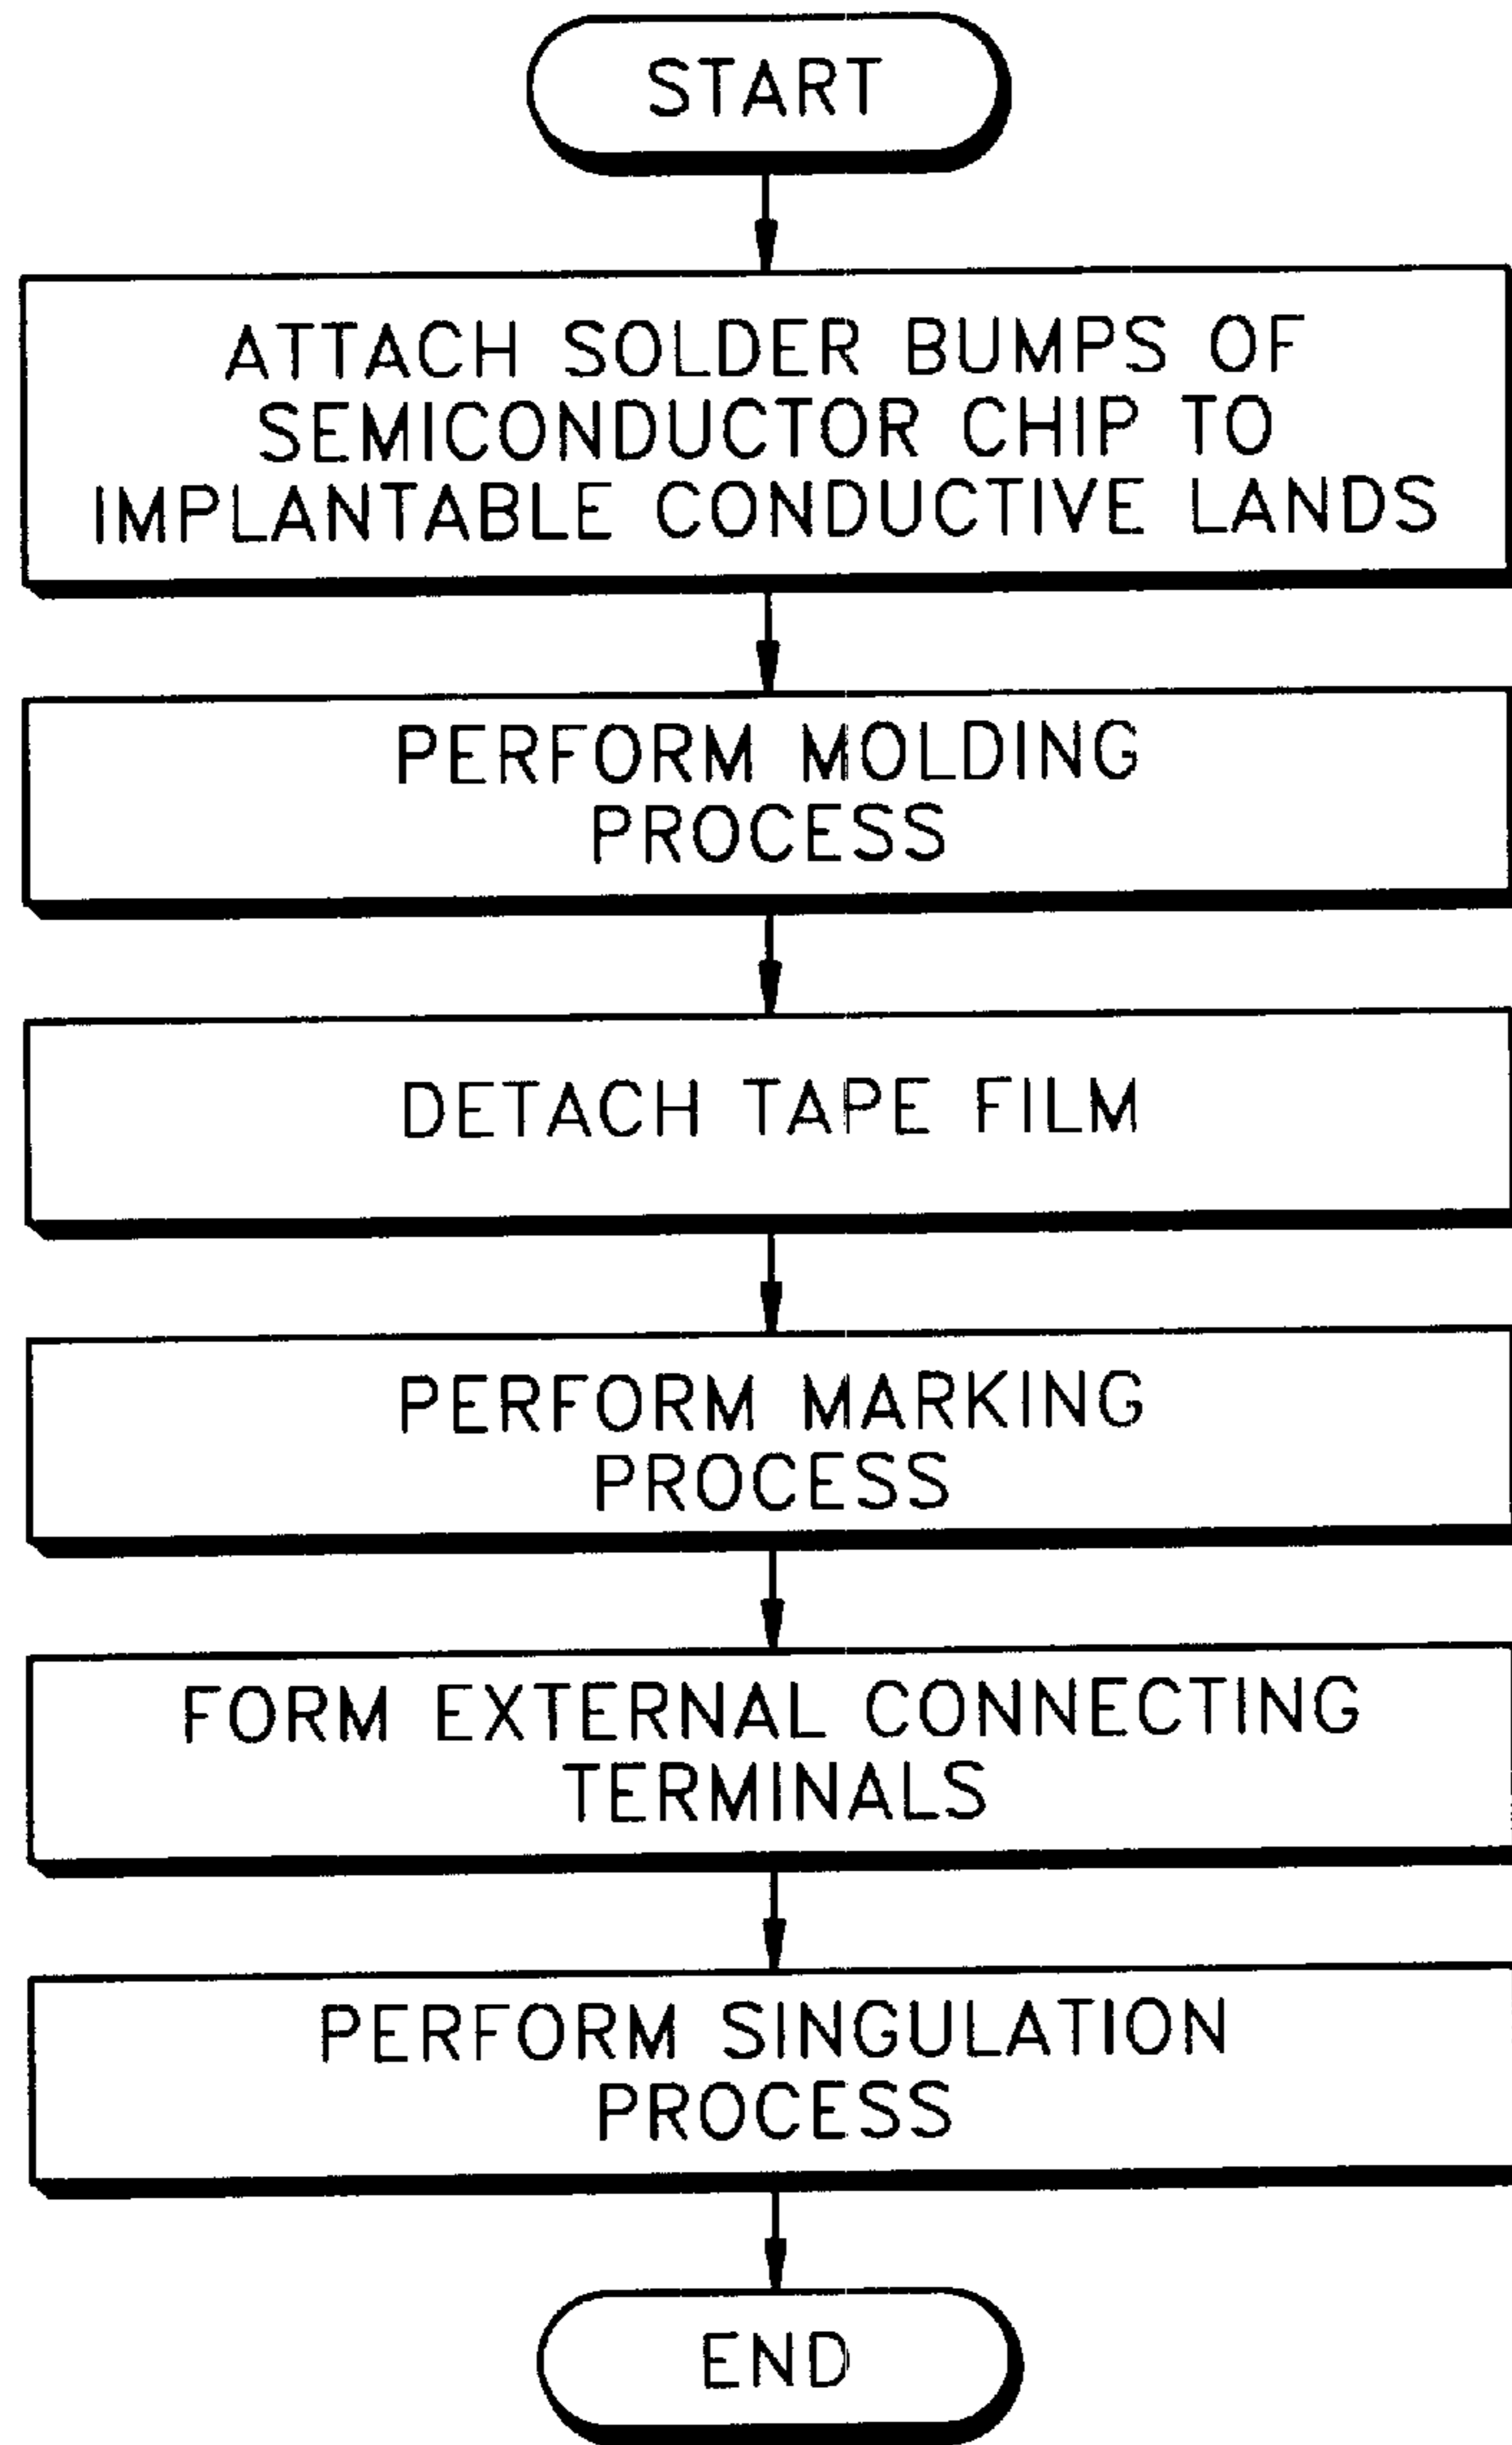 START
ATTACH SOLDER BUMPS OF
SEMICONDUCTOR CHIP TO
IMPLANTABLE CONDUCTIVE LANDS
PERFORM MOLDING
PROCESS
DETACH TAPE FILM
PERFORM MARKING
PROCESS
FORM EXTERNAL CONNECTING
TERMINALS
PERFORM SINGULATION
PROCESS
END